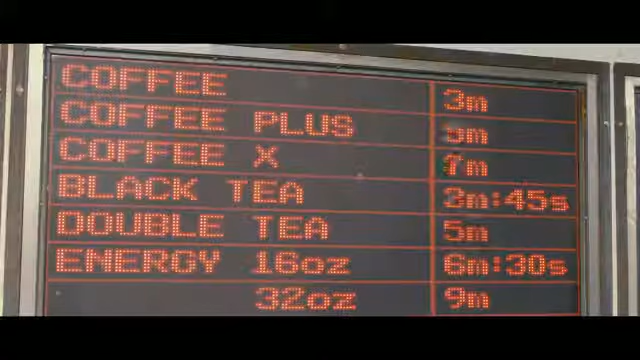 COFFEE 3m
COFFEE PLUS
COFFEE X 7m
BLACK TEA 2m:45s
DOUBLE TEA 5m
ENERGY 16oz 6m:30s
32oz 9m